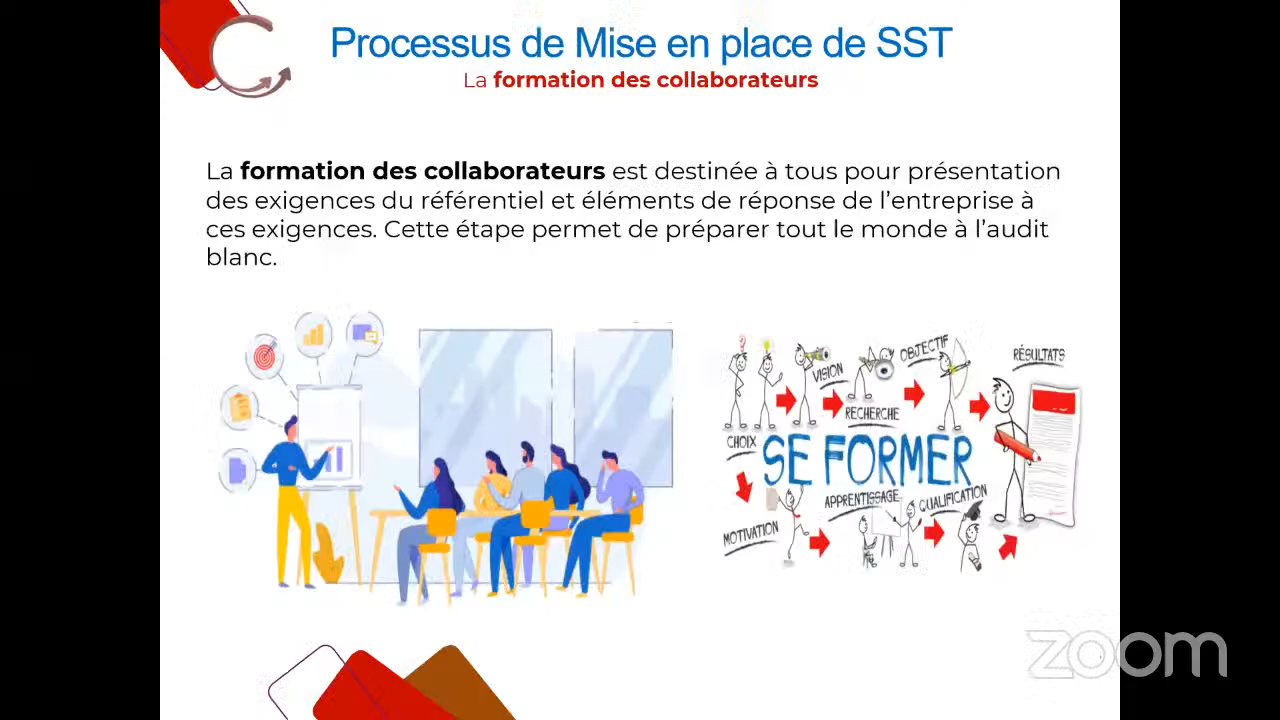 Processus de Mise en place de SST
La formation des collaborateurs
La formation des collaborateurs est destinée à tous pour présentation
des exigences du référentiel et éléments de réponse de l’entreprise à
ces exigences. Cette étape permet de préparer tout le monde à l’audit
blanc.
CHOIX
VISION
RECHERCHE
OBJECTIF
RÉSULTATS
SE FORMER
MOTIVATION
APPRENTISSAGE
QUALIFICATION
zoom